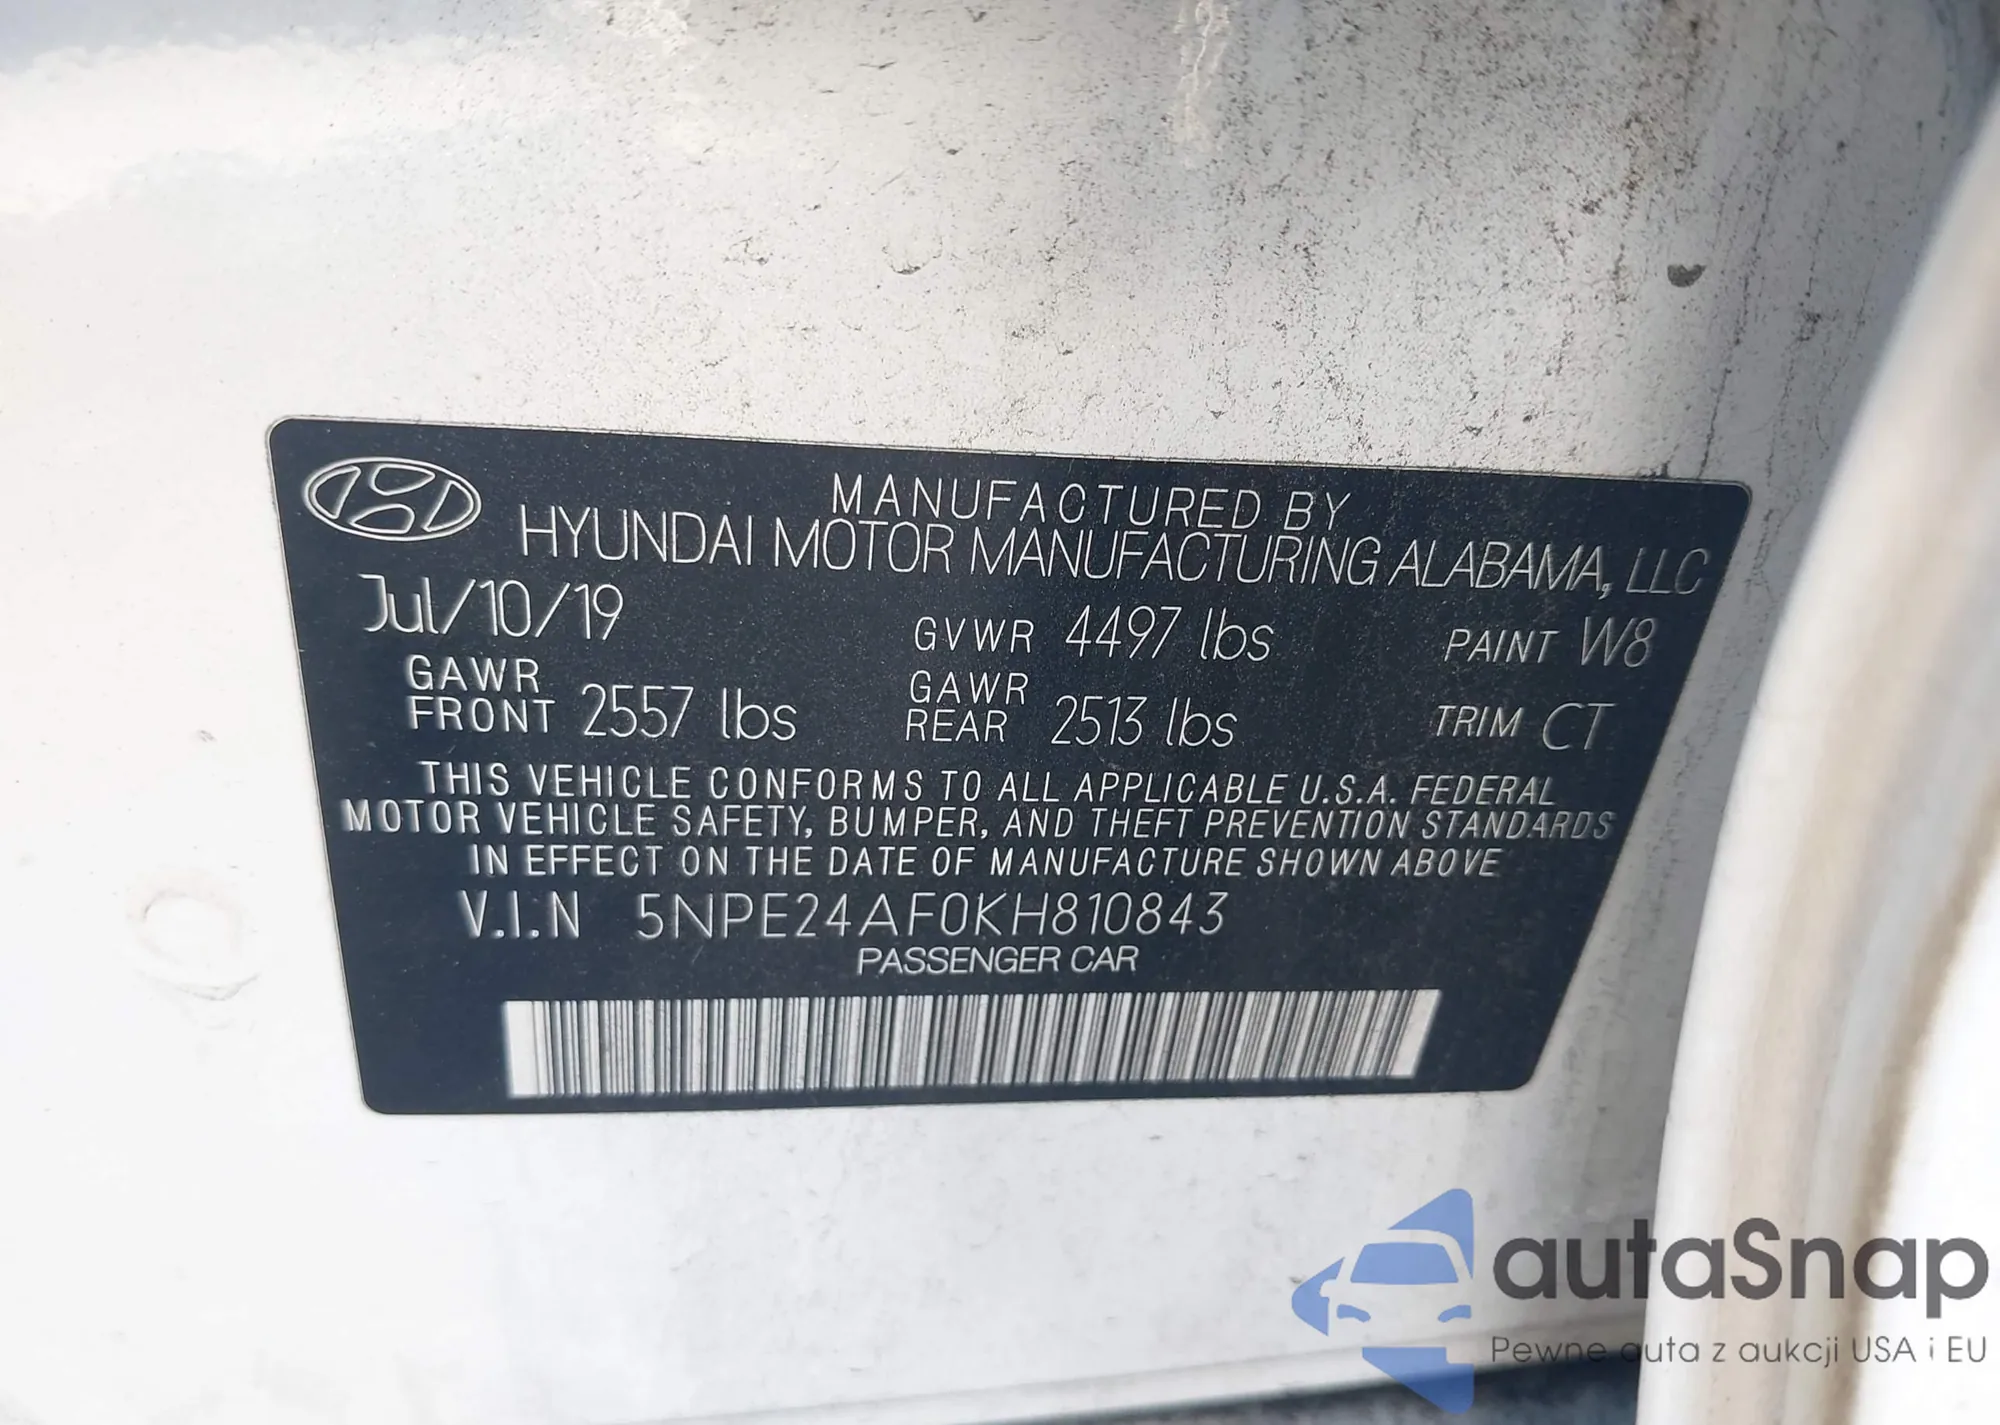 MANUFACTURED BY
HYUNDAI MOTOR MANUFACTURING ALABAMA, LLC
Jul/10/19 GVWR 4497 lbs PAINT W8
GAWR FRONT 2557 lbs GAWR REAR 2513 lbs TRIM CT
THIS VEHICLE CONFORMS TO ALL APPLICABLE U.S.A. FEDERAL
MOTOR VEHICLE SAFETY, BUMPER, AND THEFT PREVENTION STANDARDS
IN EFFECT ON THE DATE OF MANUFACTURE SHOWN ABOVE
V.I.N 5NPE24AF0KH810843
PASSENGER CAR
autaSnap
Pewne auta z aukcji USA i EU